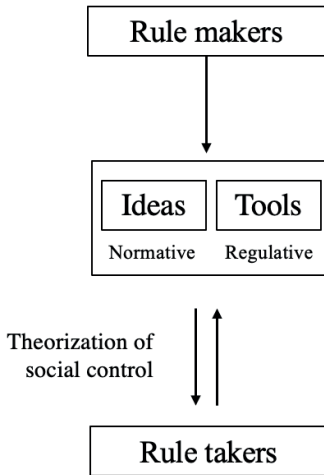 Rule makers
Ideas Tools
Normative Regulative
Theorization of
social control
Rule takers